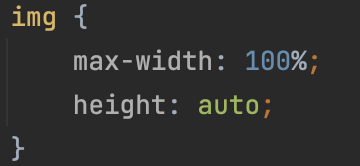 img {
    max-width: 100%;
    height: auto;
}